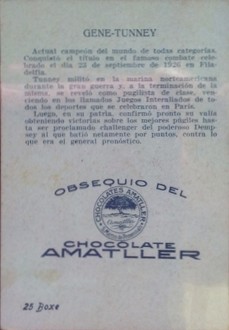 GENE-TUNNEY
Actual campeón del mundo de todas categorías.
Conquistó el título en el famoso combate cele-
brado el día 23 de septiembre de 1926 en Fila-
delfia.
Tunney militó en la marina norteamericana
durante la gran guerra y, a la terminación de la
misma, se reveló como pugilista de clase, ven-
ciendo en los llamados Juegos Interaliados de to-
dos los deportes que se celebraron en París.
Luego, en su patria, confirmó pronto su valía
obteniendo victorias sobre los mejores púgiles has-
ta ser proclamado challenger del poderoso Demp-
sey al que batió netamente por puntos, contra lo
que era el general pronóstico.
OBSEQUIO DEL
CHOCOLATES AMATLLER
CHOCOLATE
AMATLLER
25 Boxe